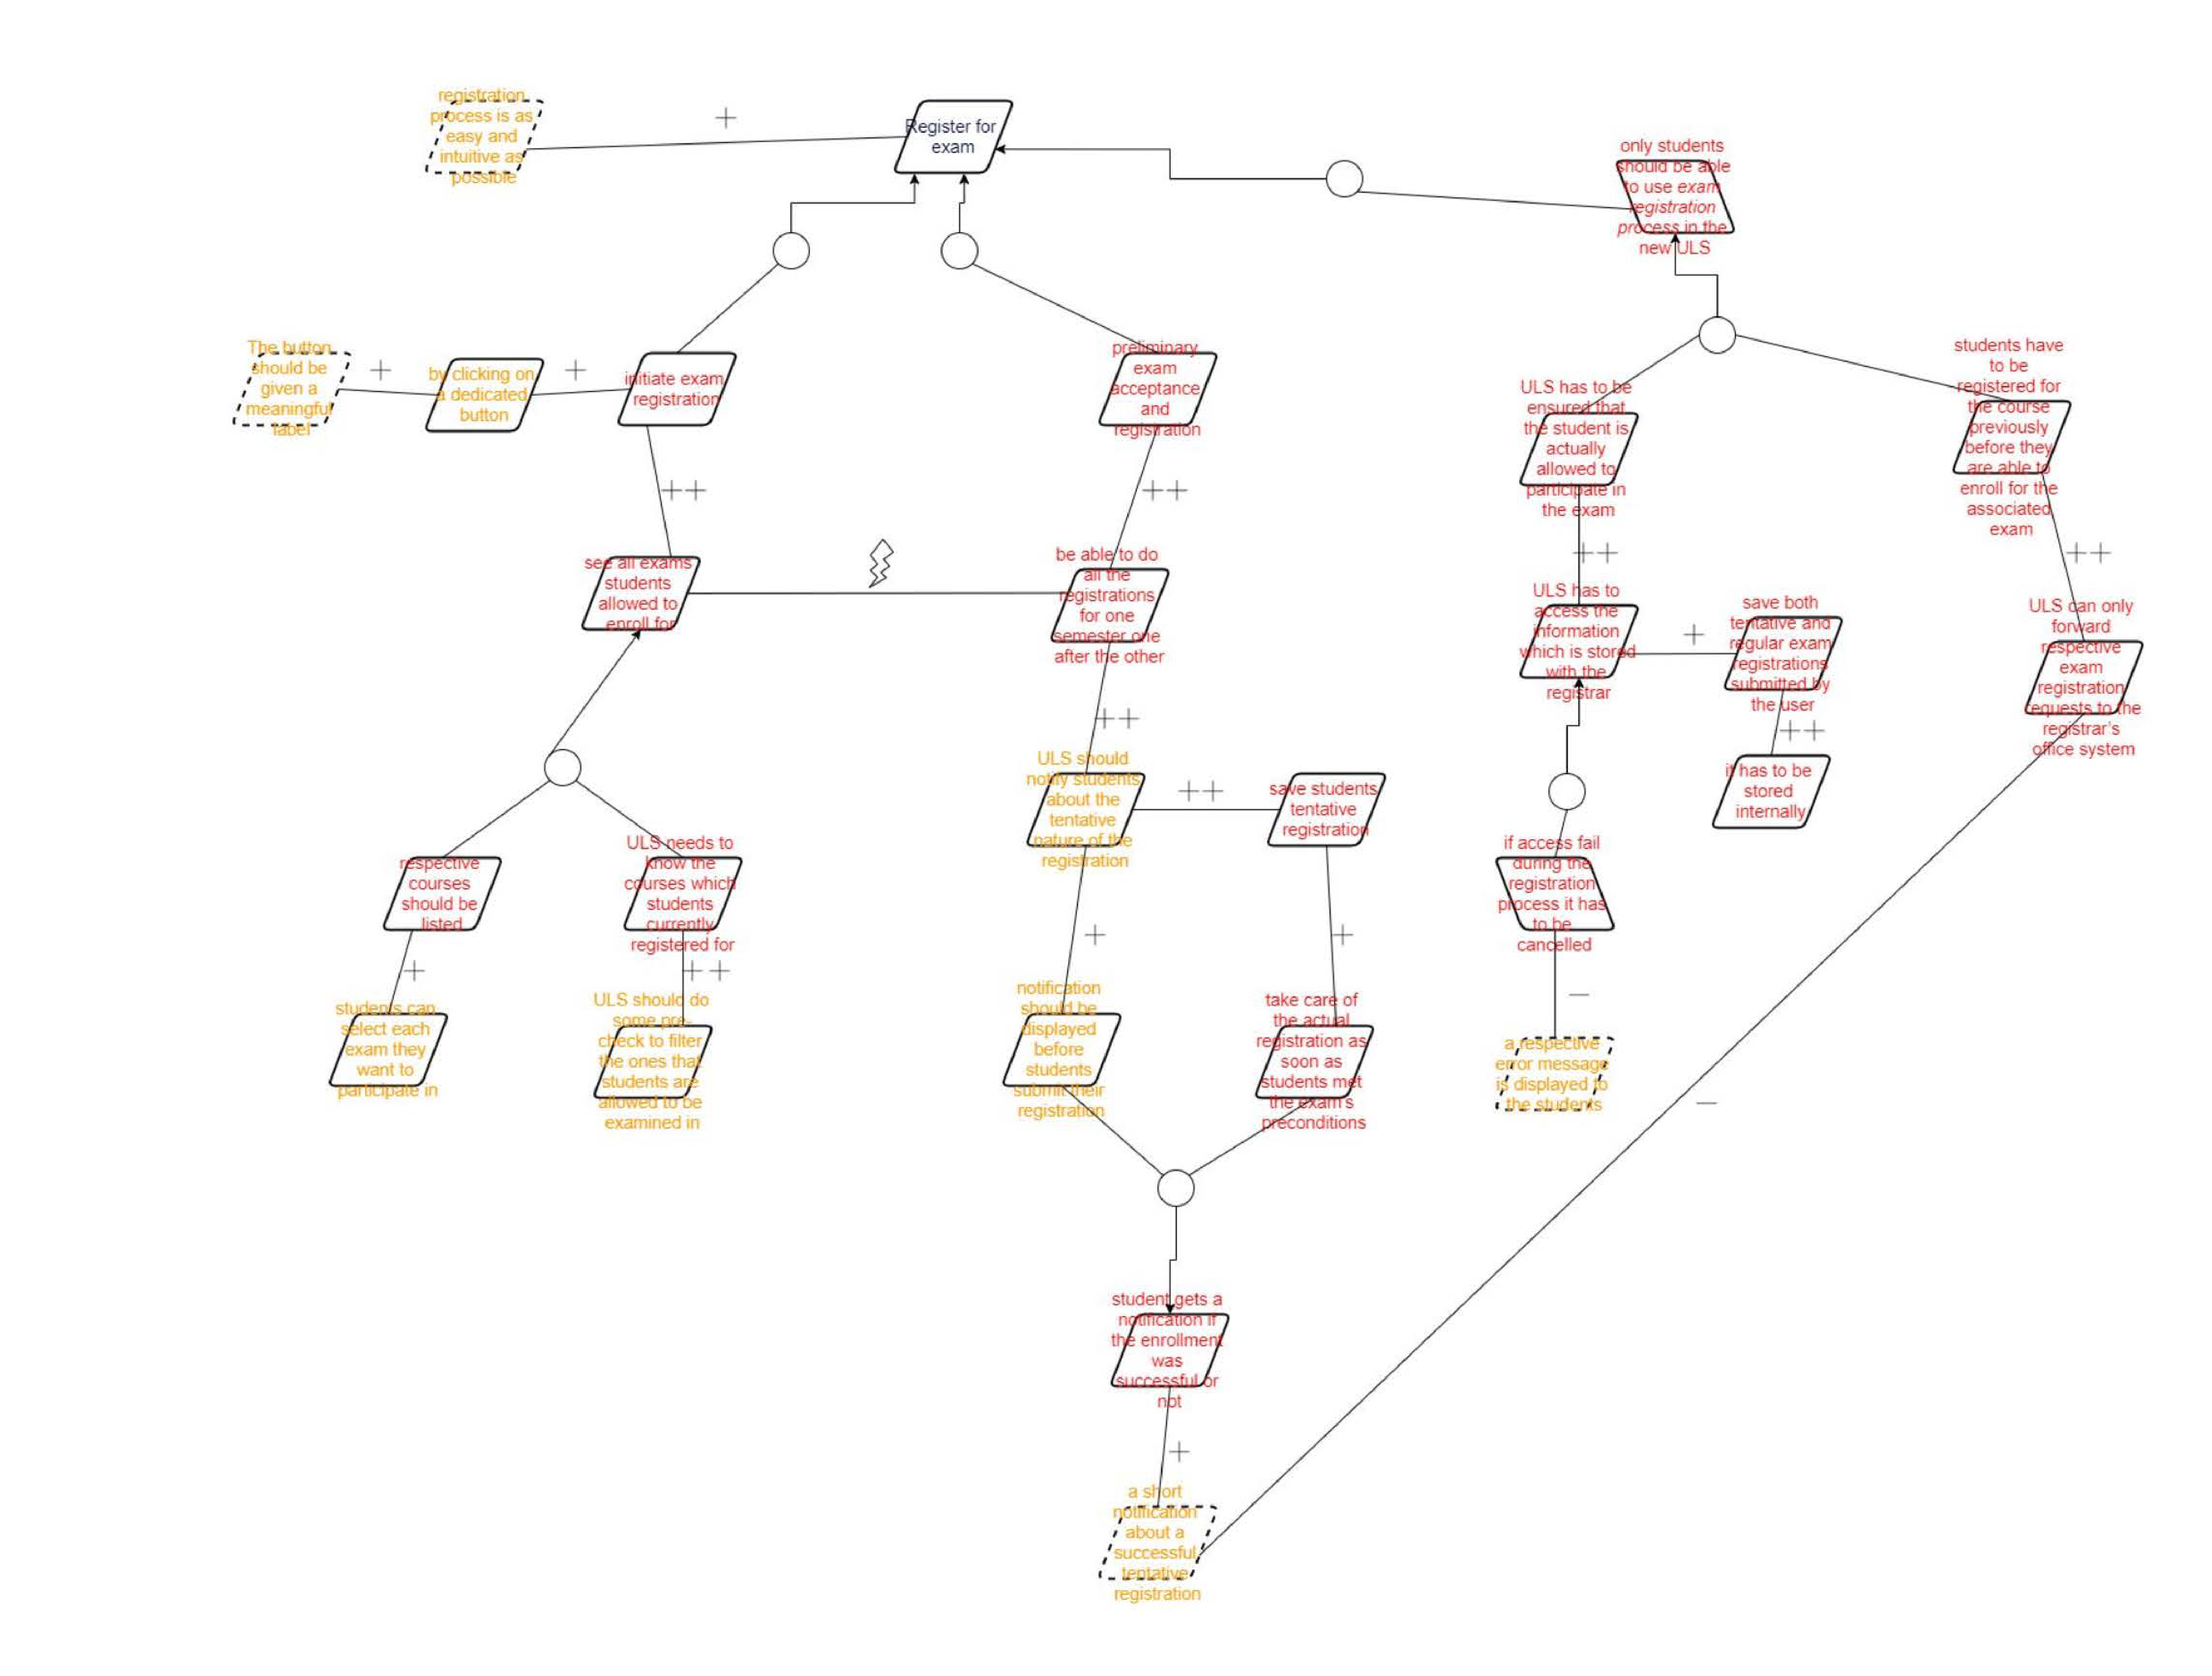 registration
process is as
easy and
intuitive as
possible
+
Register for
exam
only students
should be able
to use exam
registration
process in the
new ULS
The button
should be
given a
meaningful
label
+
by clicking on
a dedicated
button
+
initiate exam
registration
preliminary
exam
acceptance
and
registration
ULS has to be
ensured that
the student is
actually
allowed to
participate in
the exam
students have
to be
registered for
the course
previously
before they
are able to
enroll for the
associated
exam
++
++
++
++
see all exams
students
allowed to
enroll for
be able to do
all the
registrations
for one
semester one
after the other
ULS has to
access the
information
which is stored
with the
registrar
+
save both
tentative and
regular exam
registrations
submitted by
the user
ULS can only
forward
respective
exam
registration
requests to the
registrar's
office system
++
++
ULS should
notify students
about the
tentative
nature of the
registration
++
save students
tentative
registration
it has to be
stored
internally
respective
courses
should be
listed
ULS needs to
know the
courses which
students
currently
registered for
if access fail
during the
registration
process it has
to be
cancelled
+
++
+
+
−
students can
select each
exam they
want to
participate in
ULS should do
some pre-
check to filter
the ones that
students are
allowed to be
examined in
notification
should be
displayed
before
students
submit their
registration
take care of
the actual
registration as
soon as
students met
the exam's
preconditions
a respective
error message
is displayed to
the students
−
student gets a
notification if
the enrollment
was
successful or
not
+
a short
notification
about a
successful
tentative
registration